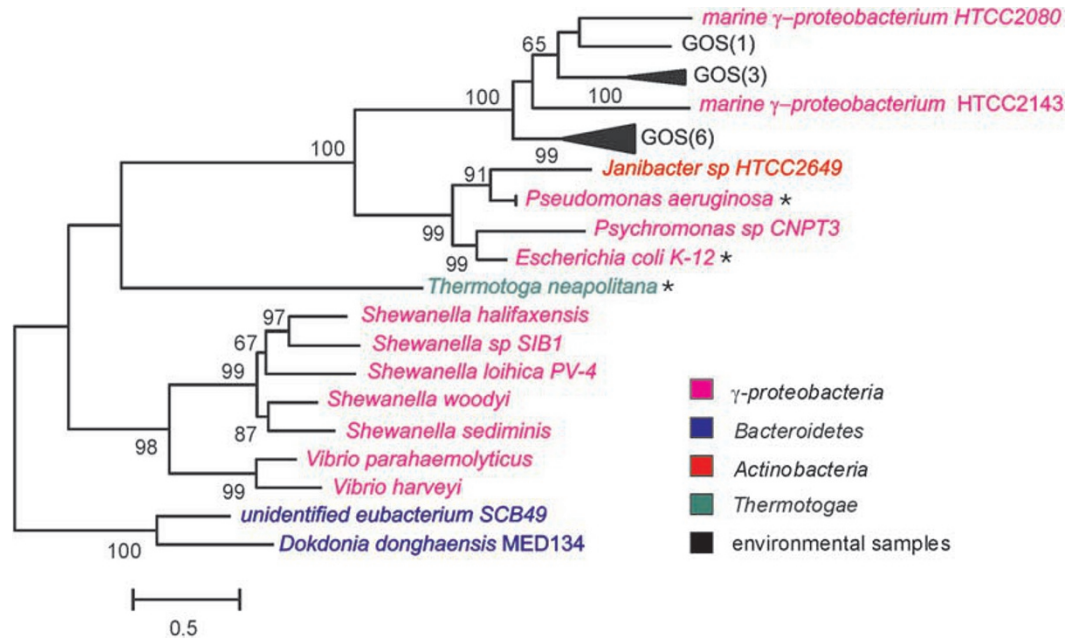 marine γ–proteobacterium HTCC2080
65
GOS(1)
GOS(3)
100
100
marine γ–proteobacterium HTCC2143
GOS(6)
100
99
Janibacter sp HTCC2649
91
Pseudomonas aeruginosa *
Psychromonas sp CNPT3
99
Escherichia coli K-12 *
99
Thermotoga neapolitana *
Shewanella halifaxensis
97
Shewanella sp SIB1
67
Shewanella loihica PV-4
99
Shewanella woodyi
Shewanella sediminis
87
98
Vibrio parahaemolyticus
Vibrio harveyi
99
unidentified eubacterium SCB49
Dokdonia donghaensis MED134
100
γ-proteobacteria
Bacteroidetes
Actinobacteria
Thermotogae
environmental samples
0.5